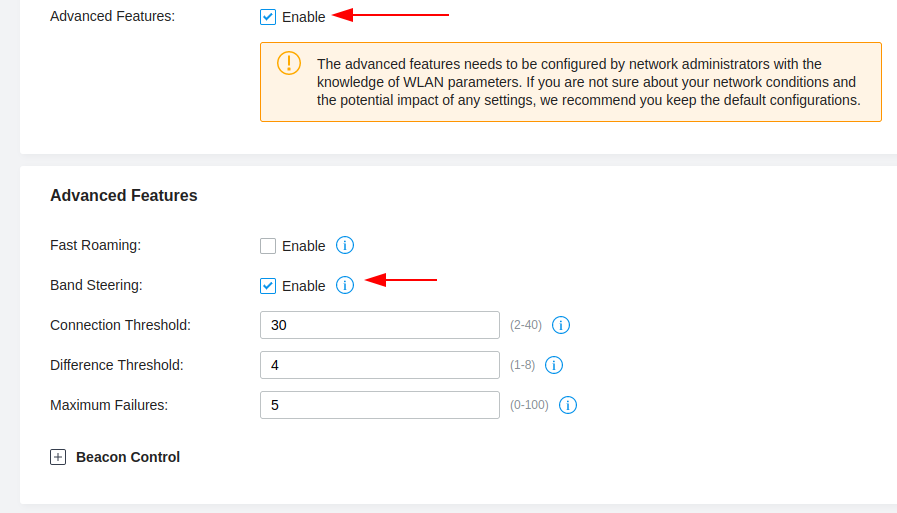 Advanced Features: Enable
The advanced features needs to be configured by network administrators with the
knowledge of WLAN parameters. If you are not sure about your network conditions and
the potential impact of any settings, we recommend you keep the default configurations.
Advanced Features
Fast Roaming: Enable
Band Steering: Enable
Connection Threshold: 30 (2-40)
Difference Threshold: 4 (1-8)
Maximum Failures: 5 (0-100)
Beacon Control